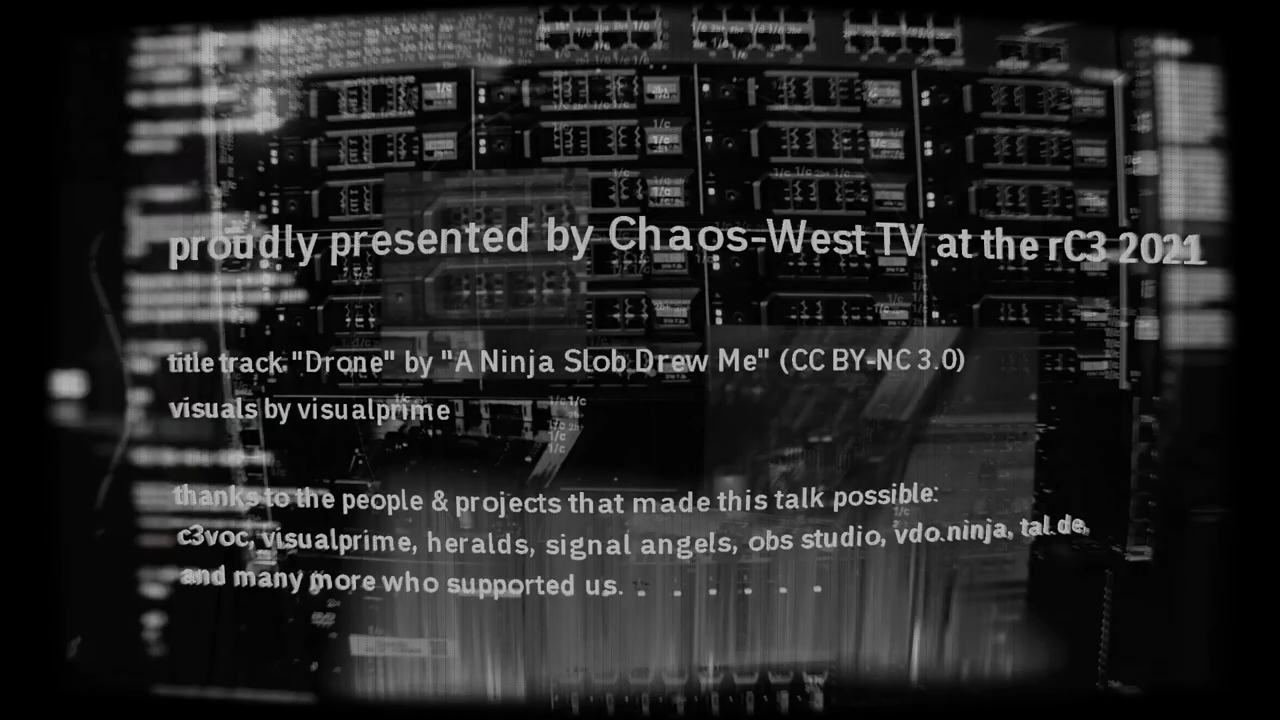 proudly presented by Chaos-West TV at the rC3 2021
title track "Drone" by "A Ninja Slob Drew Me" (CC BY-NC 3.0)
visuals by visualprime
thanks to the people & projects that made this talk possible:
c3voc, visualprime, heralds, signal angels, obs studio, vdo.ninja, tal.de,
and many more who supported us. . . . . . .